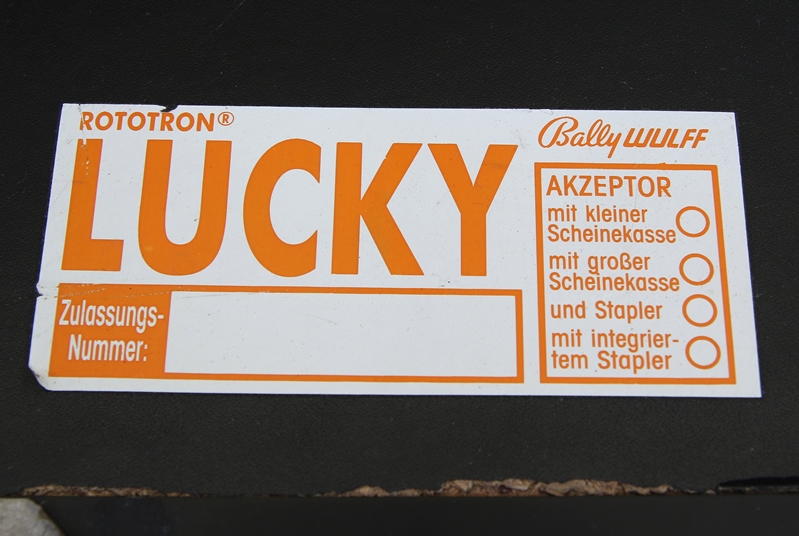 ROTOTRON®
LUCKY
Zulassungs-
Nummer:
Bally WULFF
AKZEPTOR
mit kleiner
Scheinekasse
mit großer
Scheinekasse
und Stapler
mit integrier-
tem Stapler